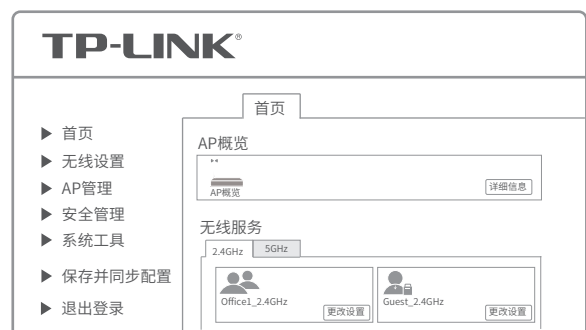 TP-LINK®
首页
首页
无线设置
AP管理
安全管理
系统工具
保存并同步配置
退出登录
AP概览
AP概览
详细信息
无线服务
2.4GHz 5GHz
Office1_2.4GHz
更改设置
Guest_2.4GHz
更改设置